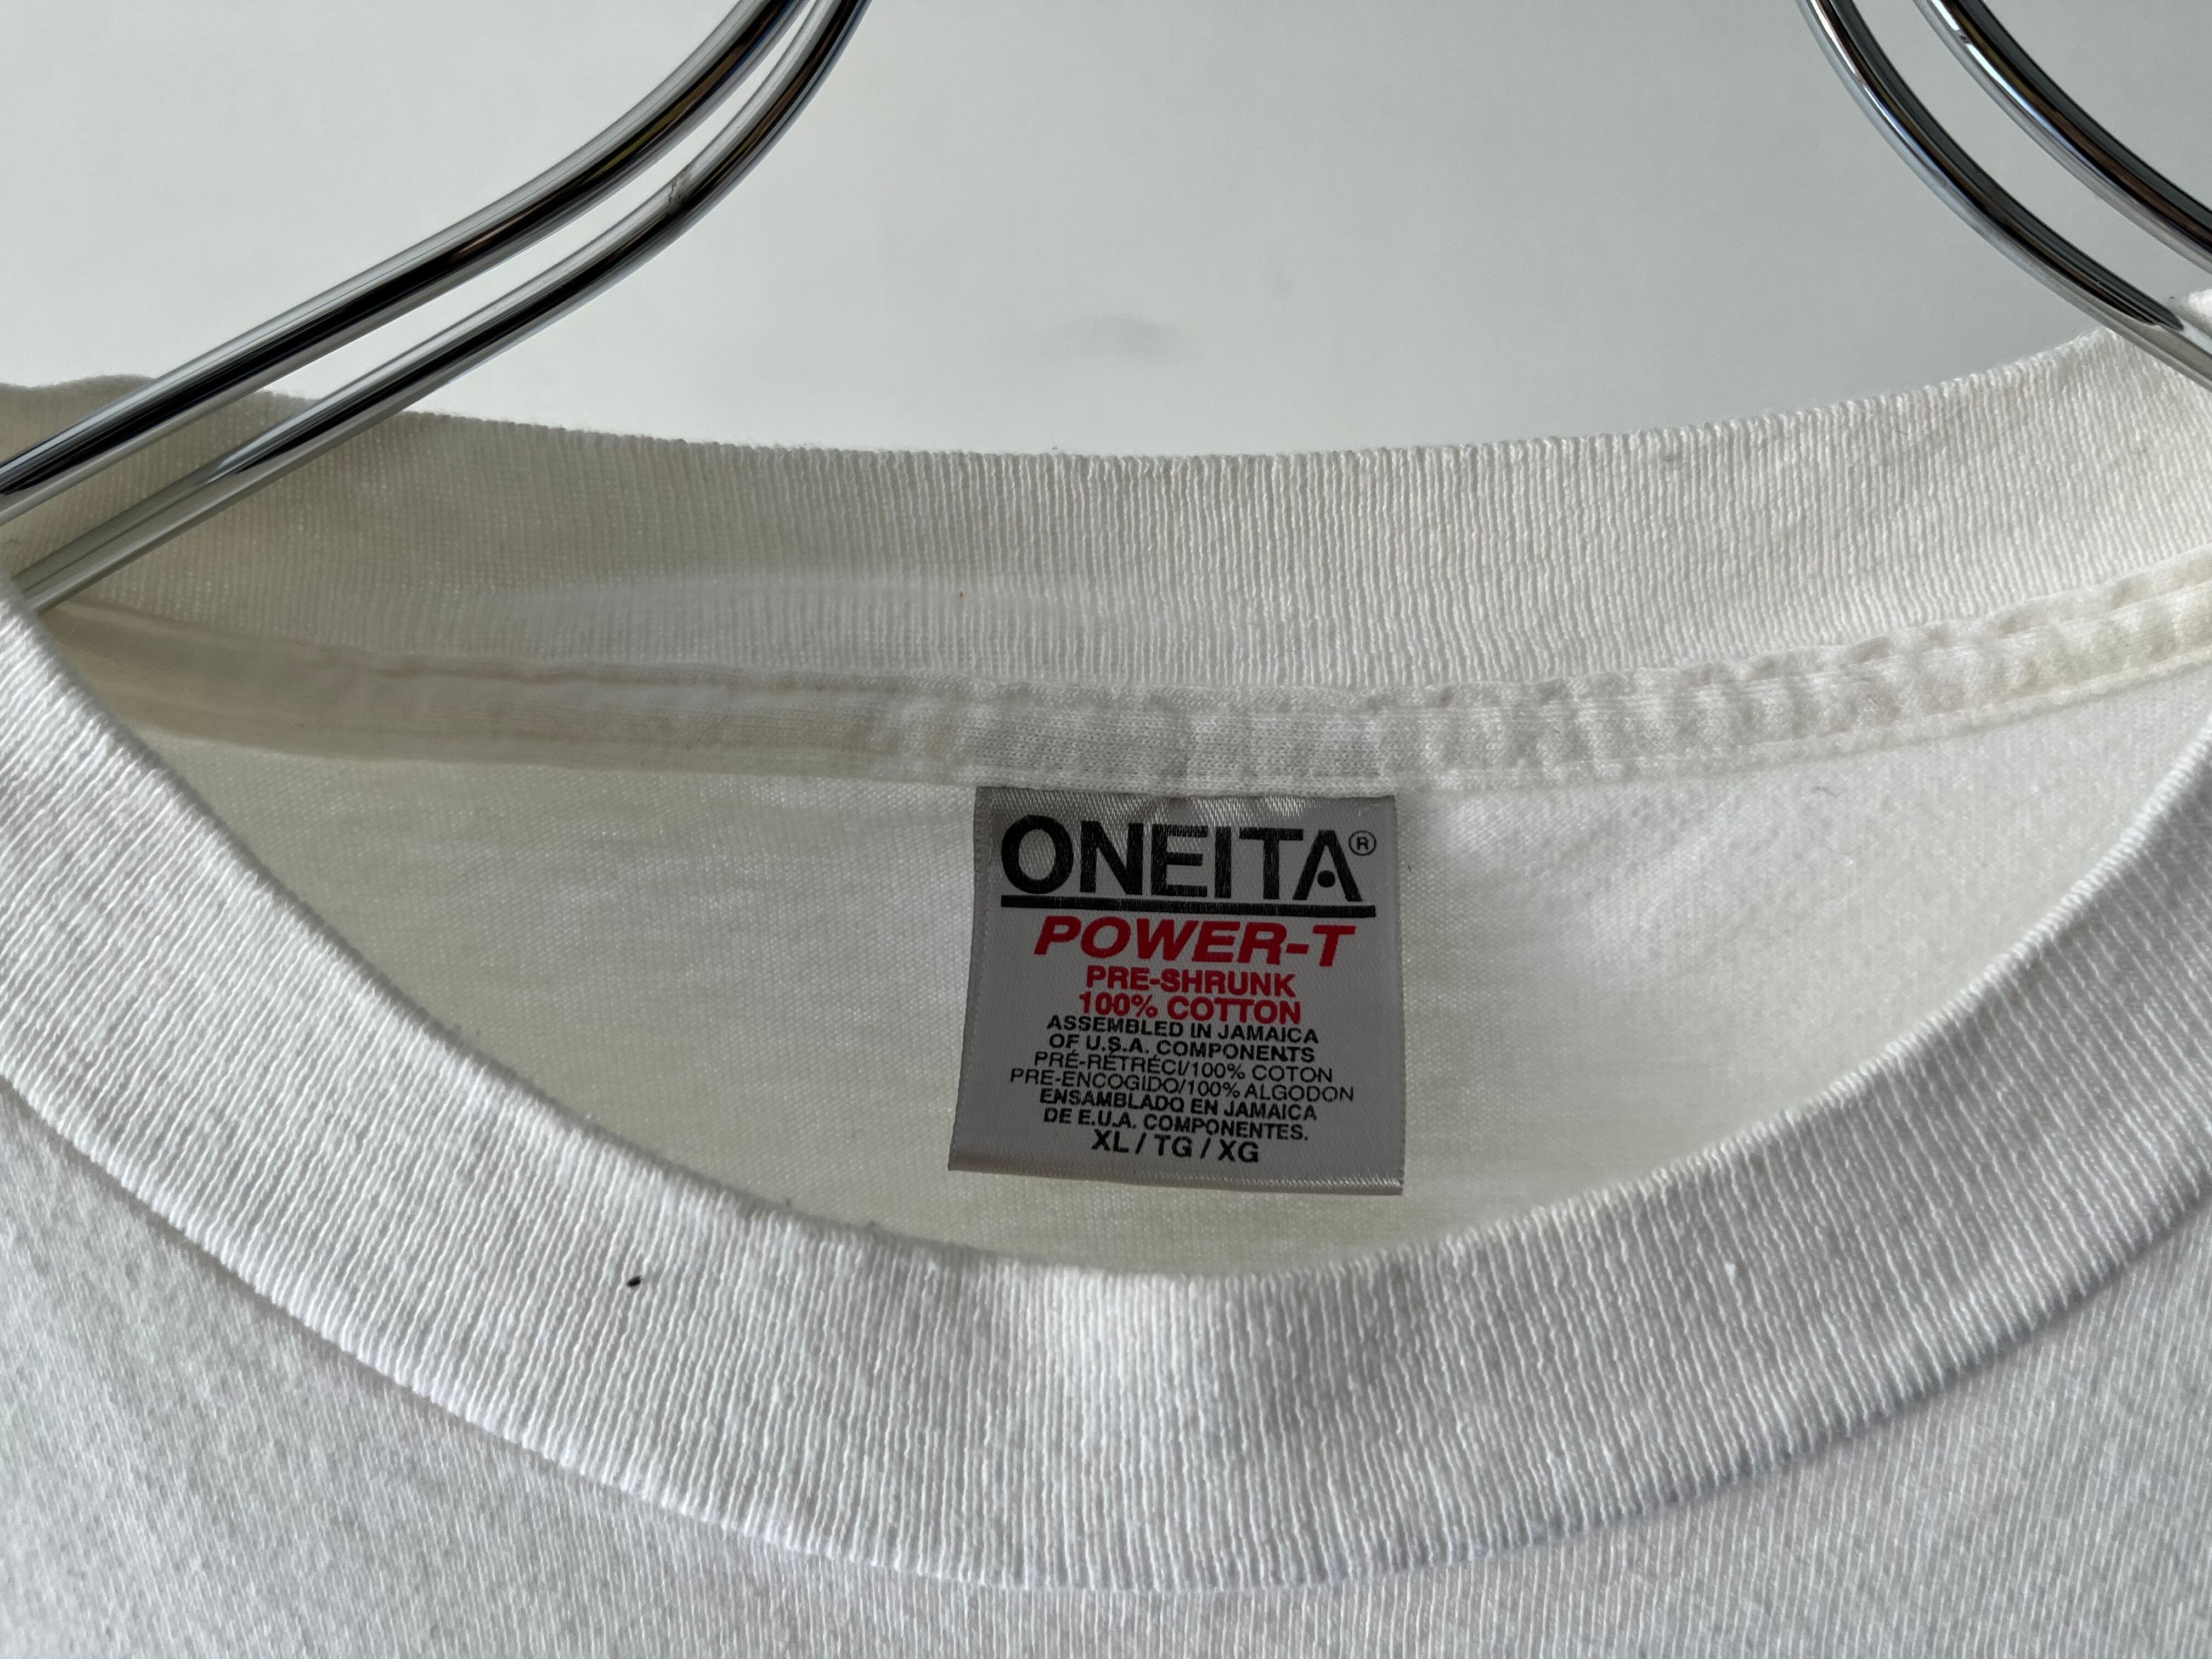 ONEITA®
POWER-T
PRE-SHRUNK
100% COTTON
ASSEMBLED IN JAMAICA
OF U.S.A. COMPONENTS
PRÉ-RÉTRÉCI/100% COTON
PRE-ENCOGIDO/100% ALGODON
ENSAMBLADO EN JAMAICA
DE E.U.A. COMPONENTES.
XL / TG / XG